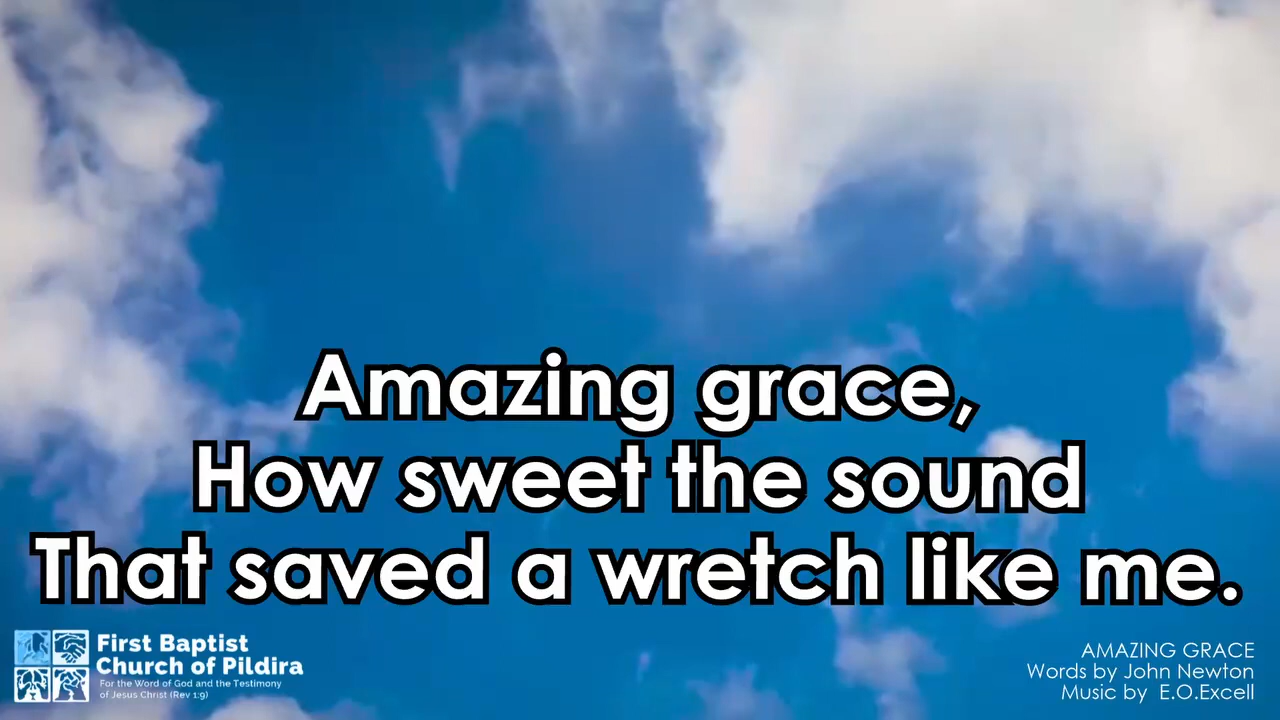 Amazing grace,
How sweet the sound
That saved a wretch like me.
First Baptist
Church of Pildira
For the Word of God and the Testimony
of Jesus Christ (Rev 1:9)
AMAZING GRACE
Words by John Newton
Music by  E.O.Excell